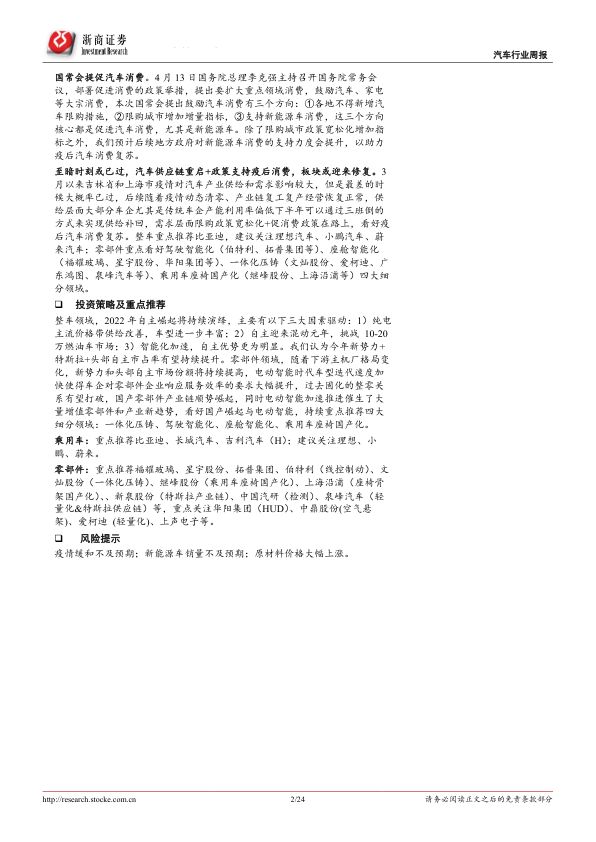 浙商证券
Investment Research
汽车行业周报
国常会提促汽车消费。4 月 13 日国务院总理李克强主持召开国务院常务会
议，部署促进消费的政策举措，提出要扩大重点领域消费，鼓励汽车、家电
等大宗消费，本次国常会提出鼓励汽车消费有三个方向：①各地不得新增汽
车限购措施，②限购城市增加增量指标，③支持新能源车消费，这三个方向
核心都是促进汽车消费，尤其是新能源车。除了限购城市政策宽松化增加指
标之外，我们预计后续地方政府对新能源车消费的支持力度会提升，以助力
疫后汽车消费复苏。
至暗时刻或已过，汽车供应链重启+政策支持疫后消费，板块或迎来修复。3
月以来吉林省和上海市疫情对汽车产业供给和需求影响较大，但是最差的时
候大概率已过，后续随着疫情动态清零、产业链复工复产经营恢复正常，供
给层面大部分车企尤其是传统车企产能利用率偏低下半年可以通过三班倒的
方式来实现供给补回，需求层面限购政策宽松化+促消费政策在路上，看好疫
后汽车消费复苏。整车重点推荐比亚迪，建议关注理想汽车、小鹏汽车、蔚
来汽车；零部件重点看好驾驶智能化（伯特利、拓普集团等）、座舱智能化
（福耀玻璃、星宇股份、华阳集团等）、一体化压铸（文灿股份、爱柯迪、广
东鸿图、泉峰汽车等）、乘用车座椅国产化（继峰股份、上海沿浦等）四大细
分领域。
❑ 投资策略及重点推荐
整车领域，2022 年自主崛起将持续演绎，主要有以下三大因素驱动：1）纯电
主流价格带供给改善，车型进一步丰富；2）自主迎来混动元年，挑战 10-20
万燃油车市场；3）智能化加速，自主优势更为明显。我们认为今年新势力+
特斯拉+头部自主市占率有望持续提升。零部件领域，随着下游主机厂格局变
化，新势力和头部自主市场份额将持续提高，电动智能时代车型迭代速度加
快使得车企对零部件企业响应服务效率的要求大幅提升，过去固化的整零关
系有望打破，国产零部件产业链顺势崛起，同时电动智能加速推进催生了大
量增值零部件和产业新趋势，看好国产崛起与电动智能，持续重点推荐四大
细分领域：一体化压铸、驾驶智能化、座舱智能化、乘用车座椅国产化。
乘用车：重点推荐比亚迪、长城汽车、吉利汽车（H）；建议关注理想、小
鹏、蔚来。
零部件：重点推荐福耀玻璃、星宇股份、拓普集团、伯特利（线控制动）、文
灿股份（一体化压铸）、继峰股份（乘用车座椅国产化）、上海沿浦（座椅骨
架国产化）、、新泉股份（特斯拉产业链）、中国汽研（检测）、泉峰汽车（轻
量化&特斯拉供应链）等，重点关注华阳集团（HUD）、中鼎股份(空气悬
架)、爱柯迪 (轻量化)、上声电子等。
❑ 风险提示
疫情缓和不及预期；新能源车销量不及预期；原材料价格大幅上涨。
http://research.stocke.com.cn
2/24
请务必阅读正文之后的免责条款部分